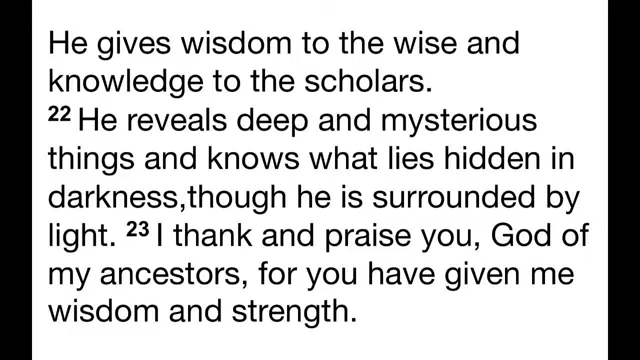 He gives wisdom to the wise and
knowledge to the scholars.
22 He reveals deep and mysterious
things and knows what lies hidden in
darkness,though he is surrounded by
light. 23 I thank and praise you, God of
my ancestors, for you have given me
wisdom and strength.